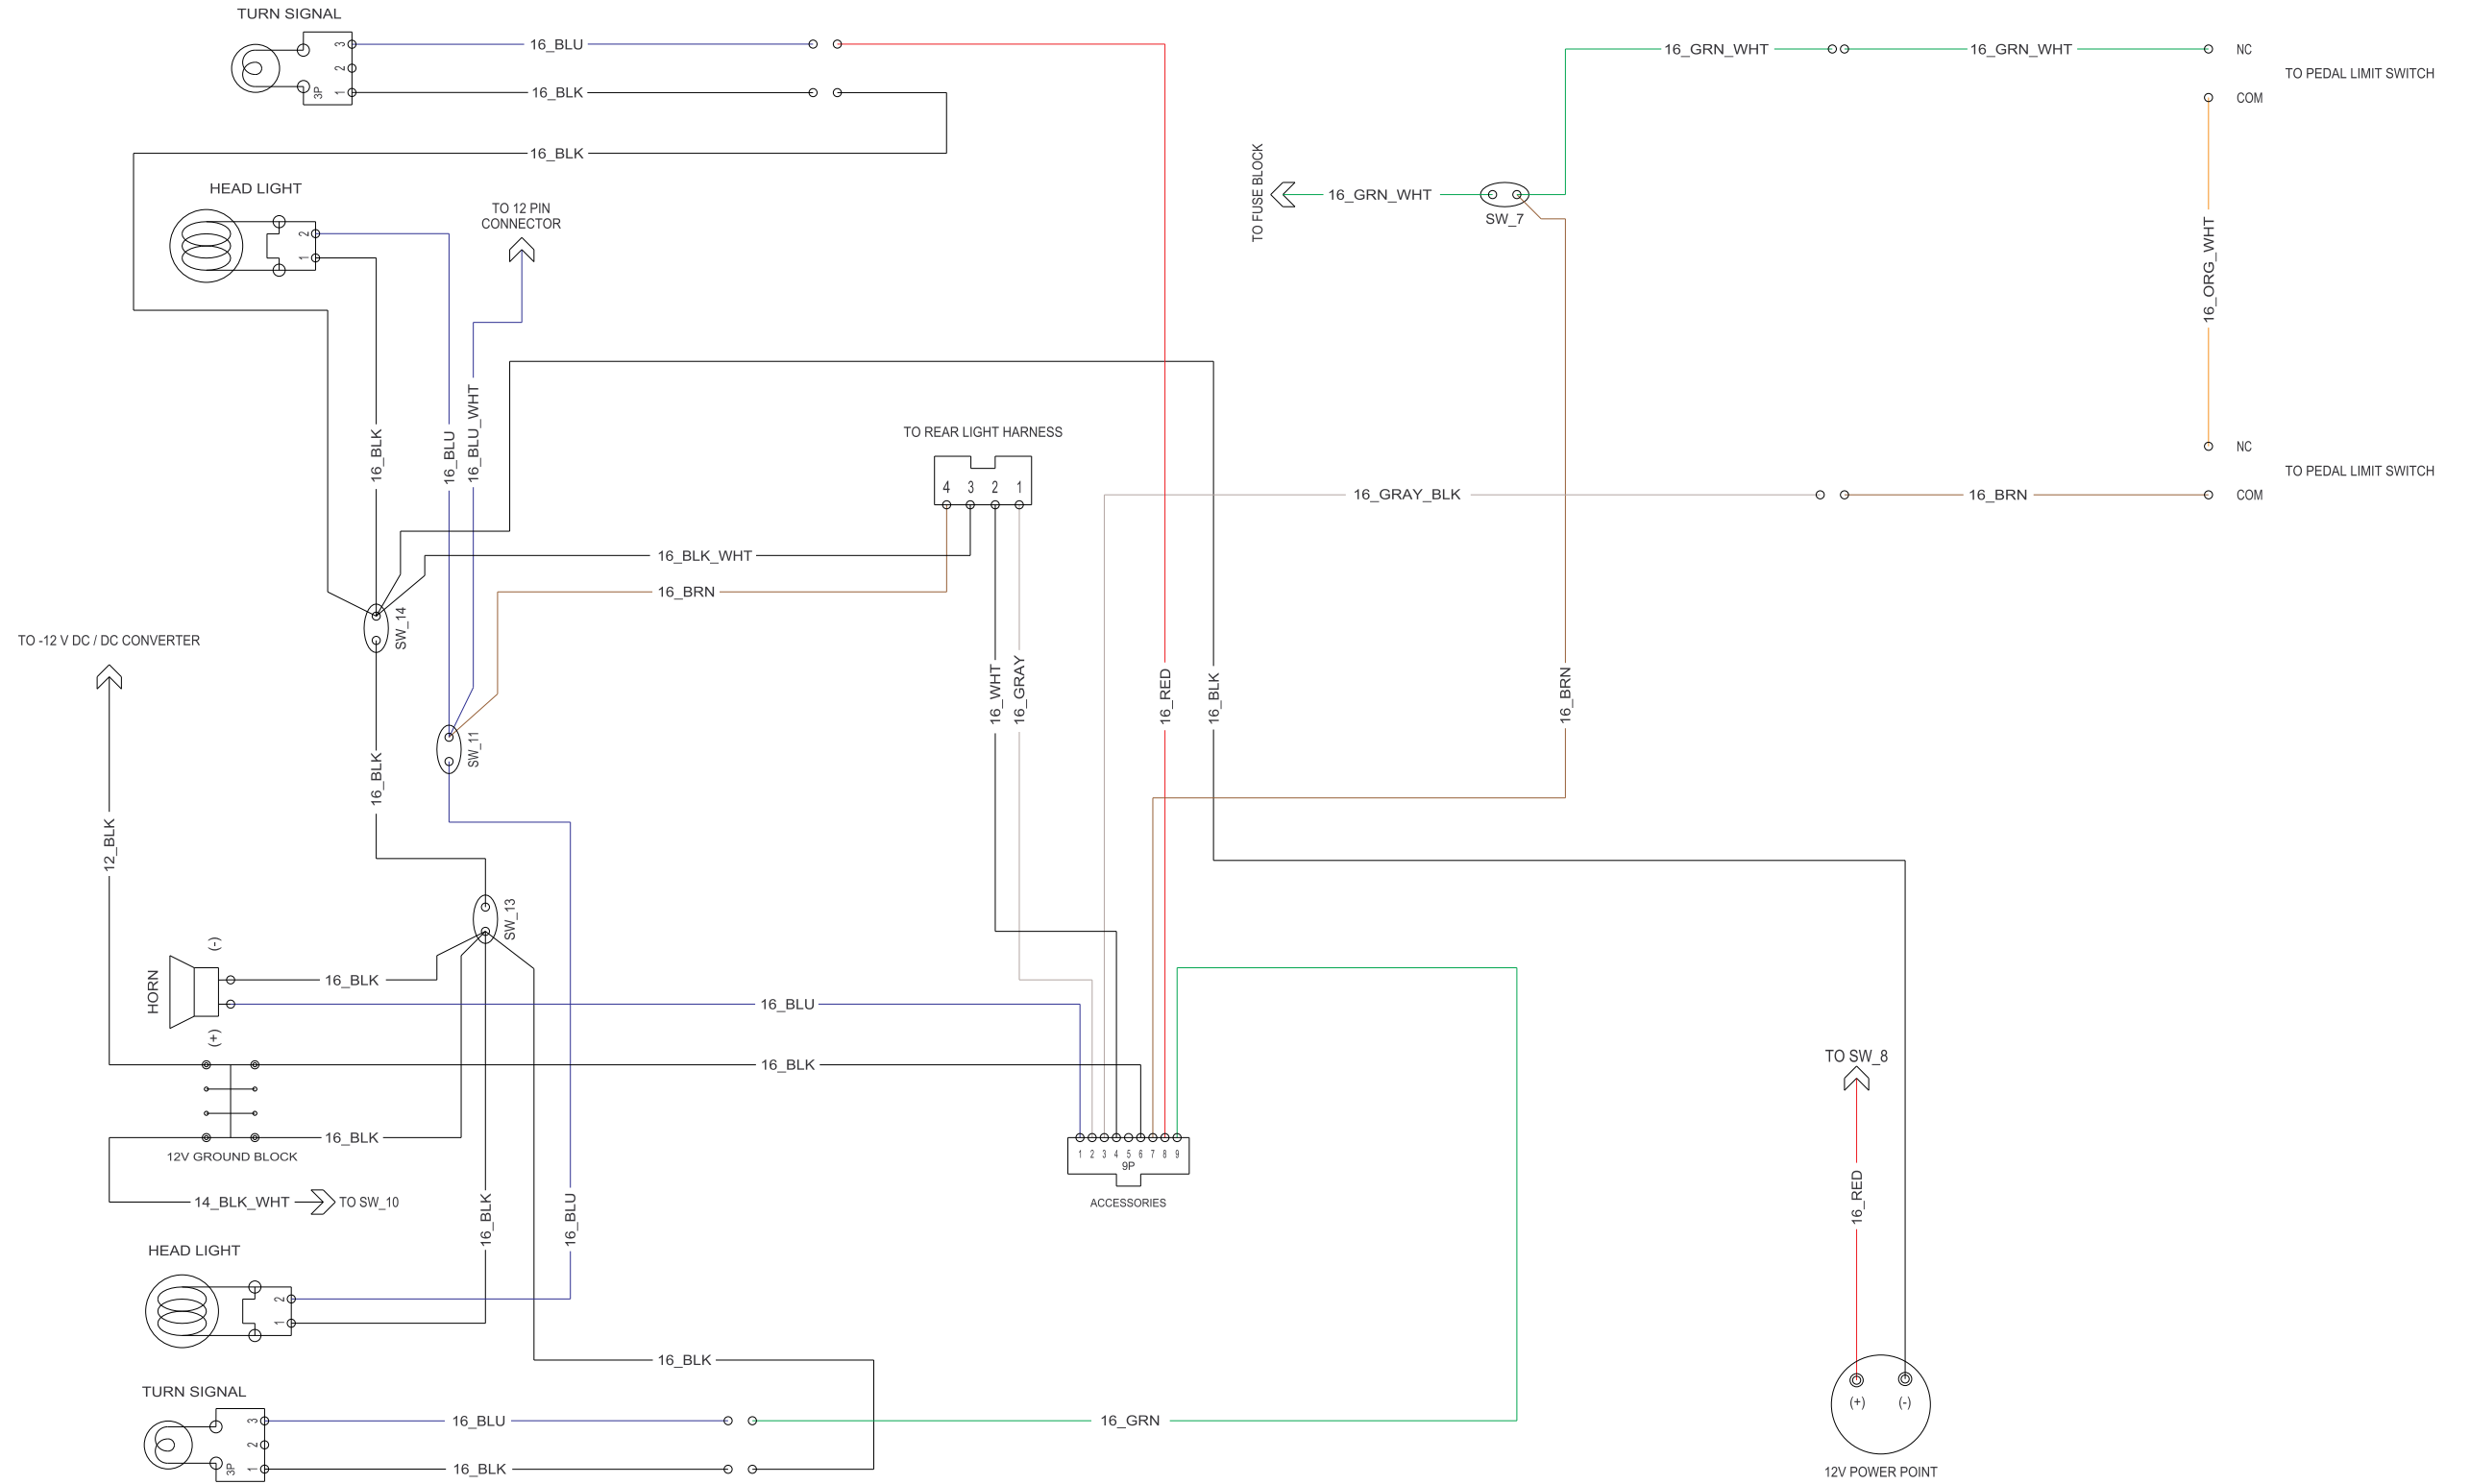 TURN SIGNAL
3
2
1
3P
16_BLU
16_BLK
16_BLK
16_GRN_WHT
16_GRN_WHT
NC
TO PEDAL LIMIT SWITCH
COM
TO FUSE BLOCK
16_GRN_WHT
SW_7
HEAD LIGHT
2
1
TO 12 PIN
CONNECTOR
16_ORG_WHT
16_BLK
16_BLU
16_BLU_WHT
TO REAR LIGHT HARNESS
4 3 2 1
NC
TO PEDAL LIMIT SWITCH
COM
16_GRAY_BLK
16_BRN
16_BLK_WHT
16_BRN
SW_14
TO -12 V DC / DC CONVERTER
16_WHT
16_GRAY
16_RED
16_BLK
16_BRN
SW_11
16_BLK
12_BLK
SW_13
(-)
HORN
(+)
16_BLK
16_BLU
16_BLK
16_BLK
12V GROUND BLOCK
14_BLK_WHT
TO SW_10
1 2 3 4 5 6 7 8 9
9P
ACCESSORIES
TO SW_8
16_RED
16_BLK
16_BLU
HEAD LIGHT
2
1
16_BLK
TURN SIGNAL
3
2
1
3P
16_BLU
16_BLK
16_GRN
(+)
(-)
12V POWER POINT